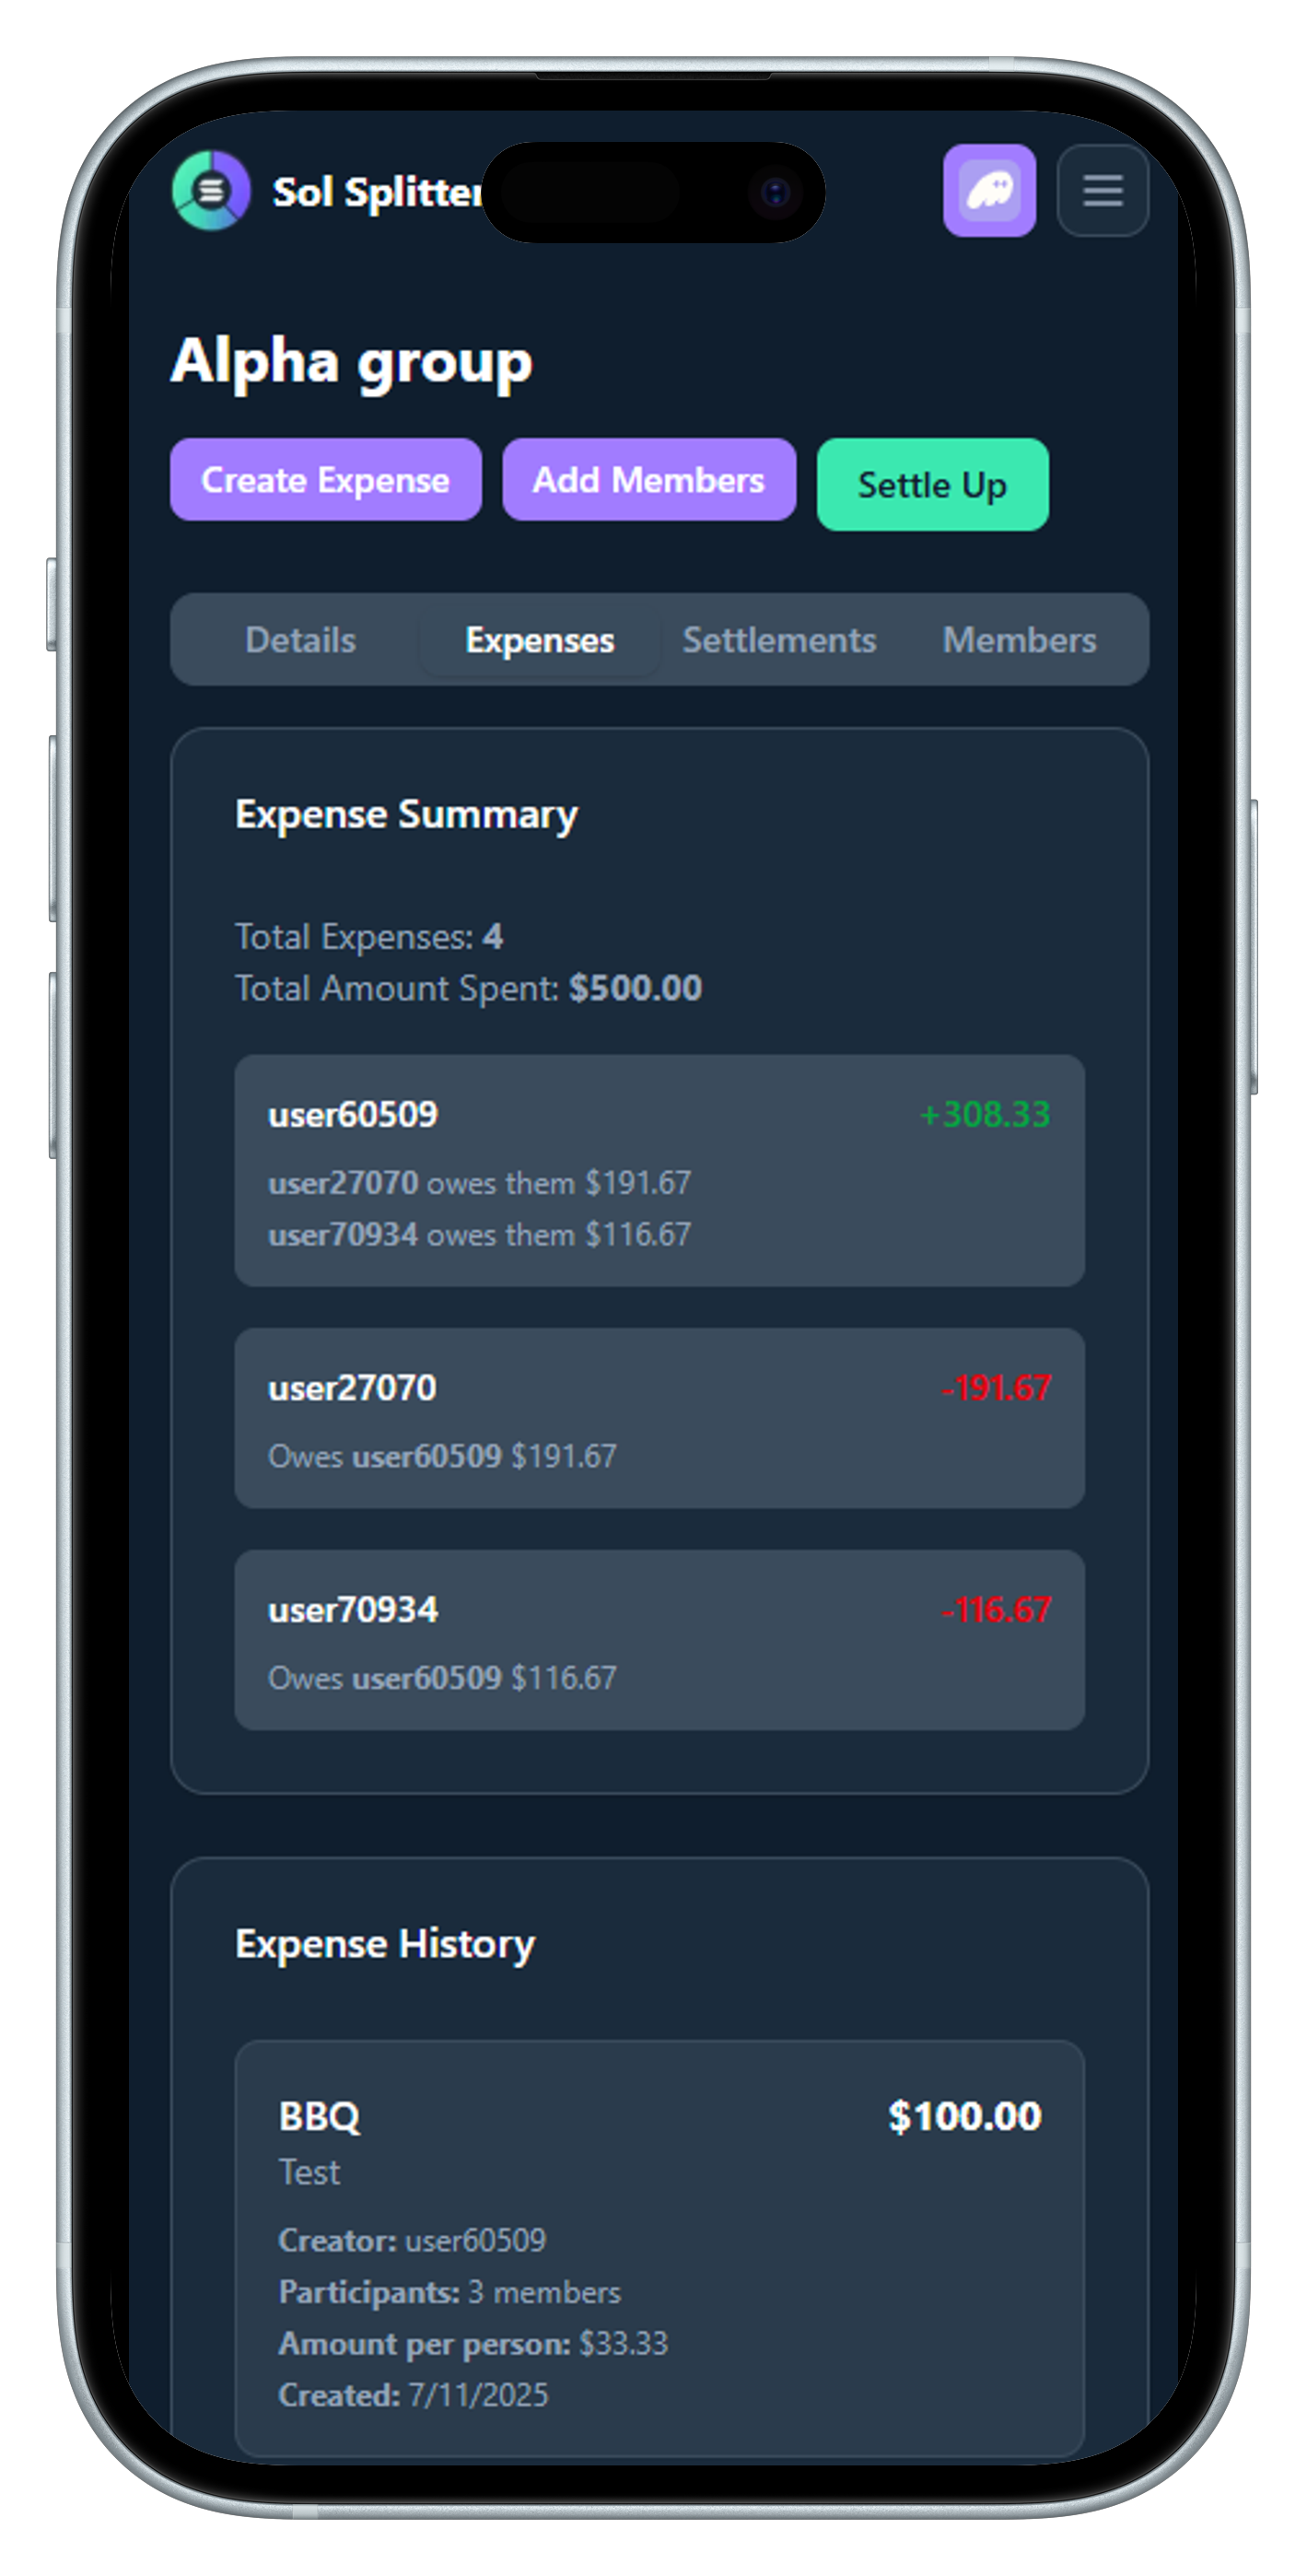 Sol Splitter
Alpha group
Create Expense Add Members Settle Up
Details Expenses Settlements Members
Expense Summary
Total Expenses: 4
Total Amount Spent: $500.00
user60509 +308.33
user27070 owes them $191.67
user70934 owes them $116.67
user27070 -191.67
Owes user60509 $191.67
user70934 -116.67
Owes user60509 $116.67
Expense History
BBQ $100.00
Test
Creator: user60509
Participants: 3 members
Amount per person: $33.33
Created: 7/11/2025